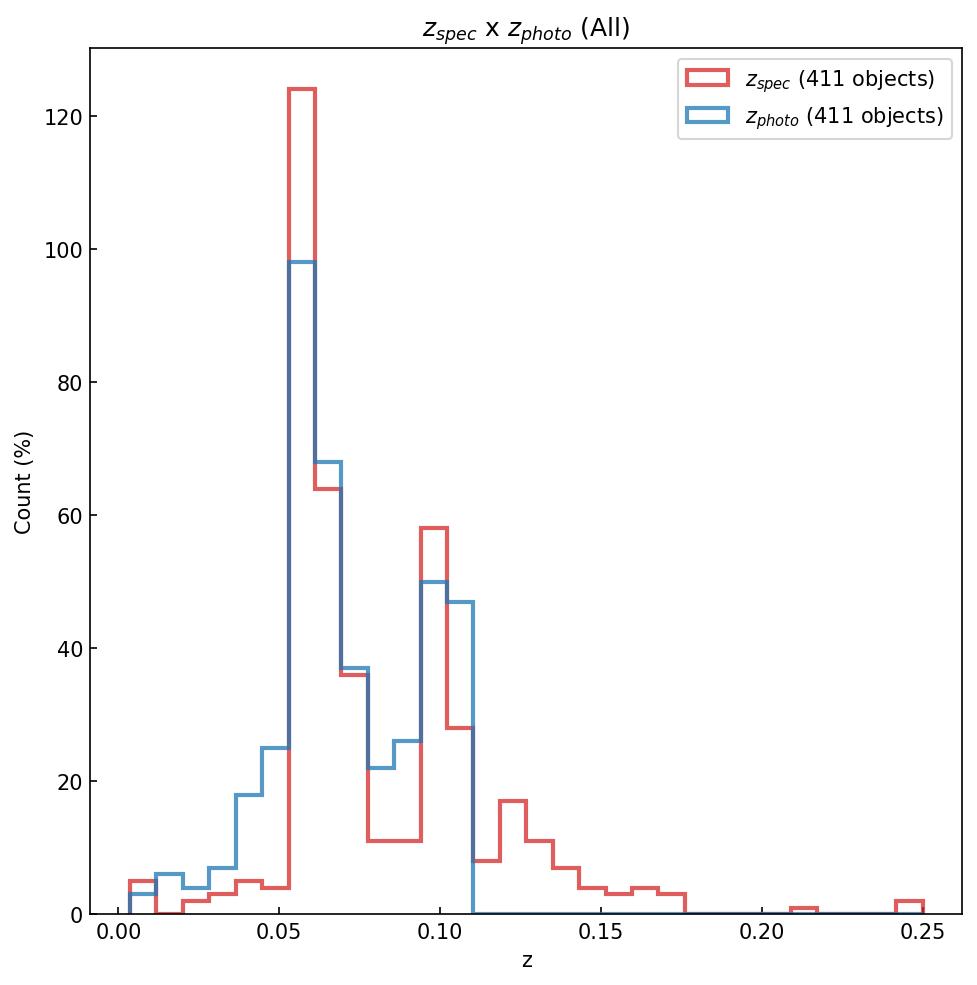 z_spec x z_photo (All)
z_spec (411 objects)
z_photo (411 objects)
Count (%)
120
100
80
60
40
20
0
0.00 0.05 0.10 0.15 0.20 0.25
z